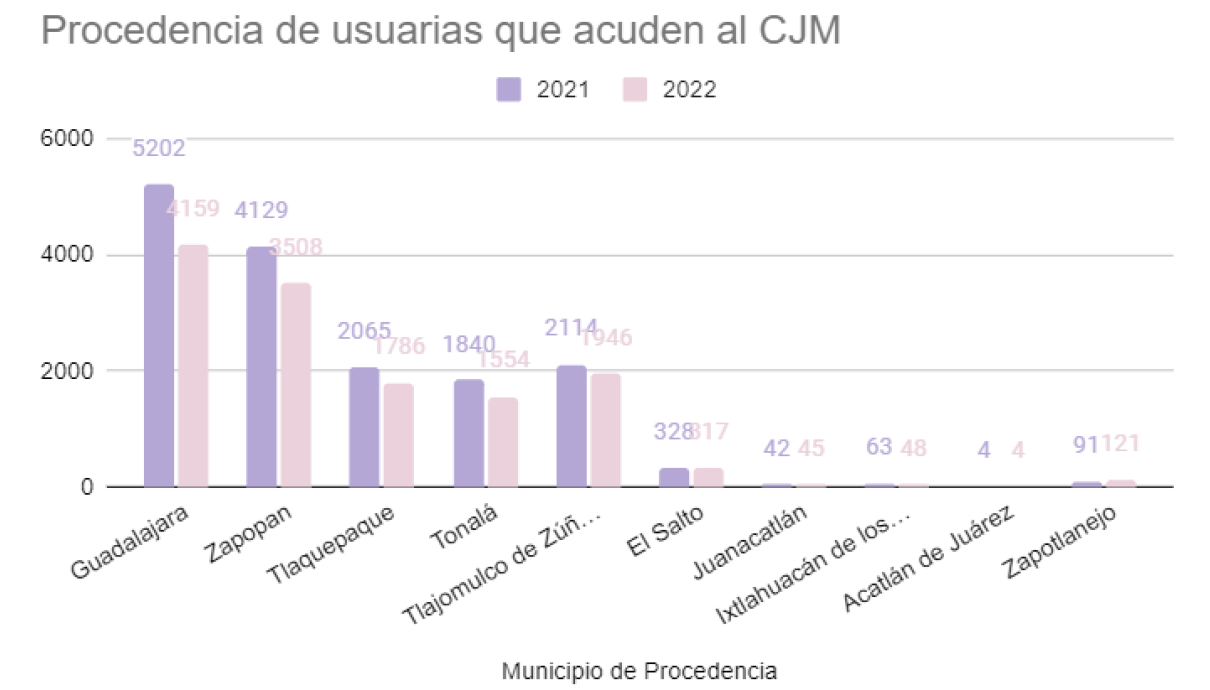 Procedencia de usuarias que acuden al CJM
2021 2022
6000
4000
2000
0
5202
4159
4129
3508
2065
1786
1840
1554
2114
1946
328
317
42
45
63
48
4
4
91
121
Guadalajara
Zapopan
Tlaquepaque
Tonalá
Tlajomulco de Zúñ…
El Salto
Juanacatlán
Ixtlahuacán de los…
Acatlán de Juárez
Zapotlanejo
Municipio de Procedencia